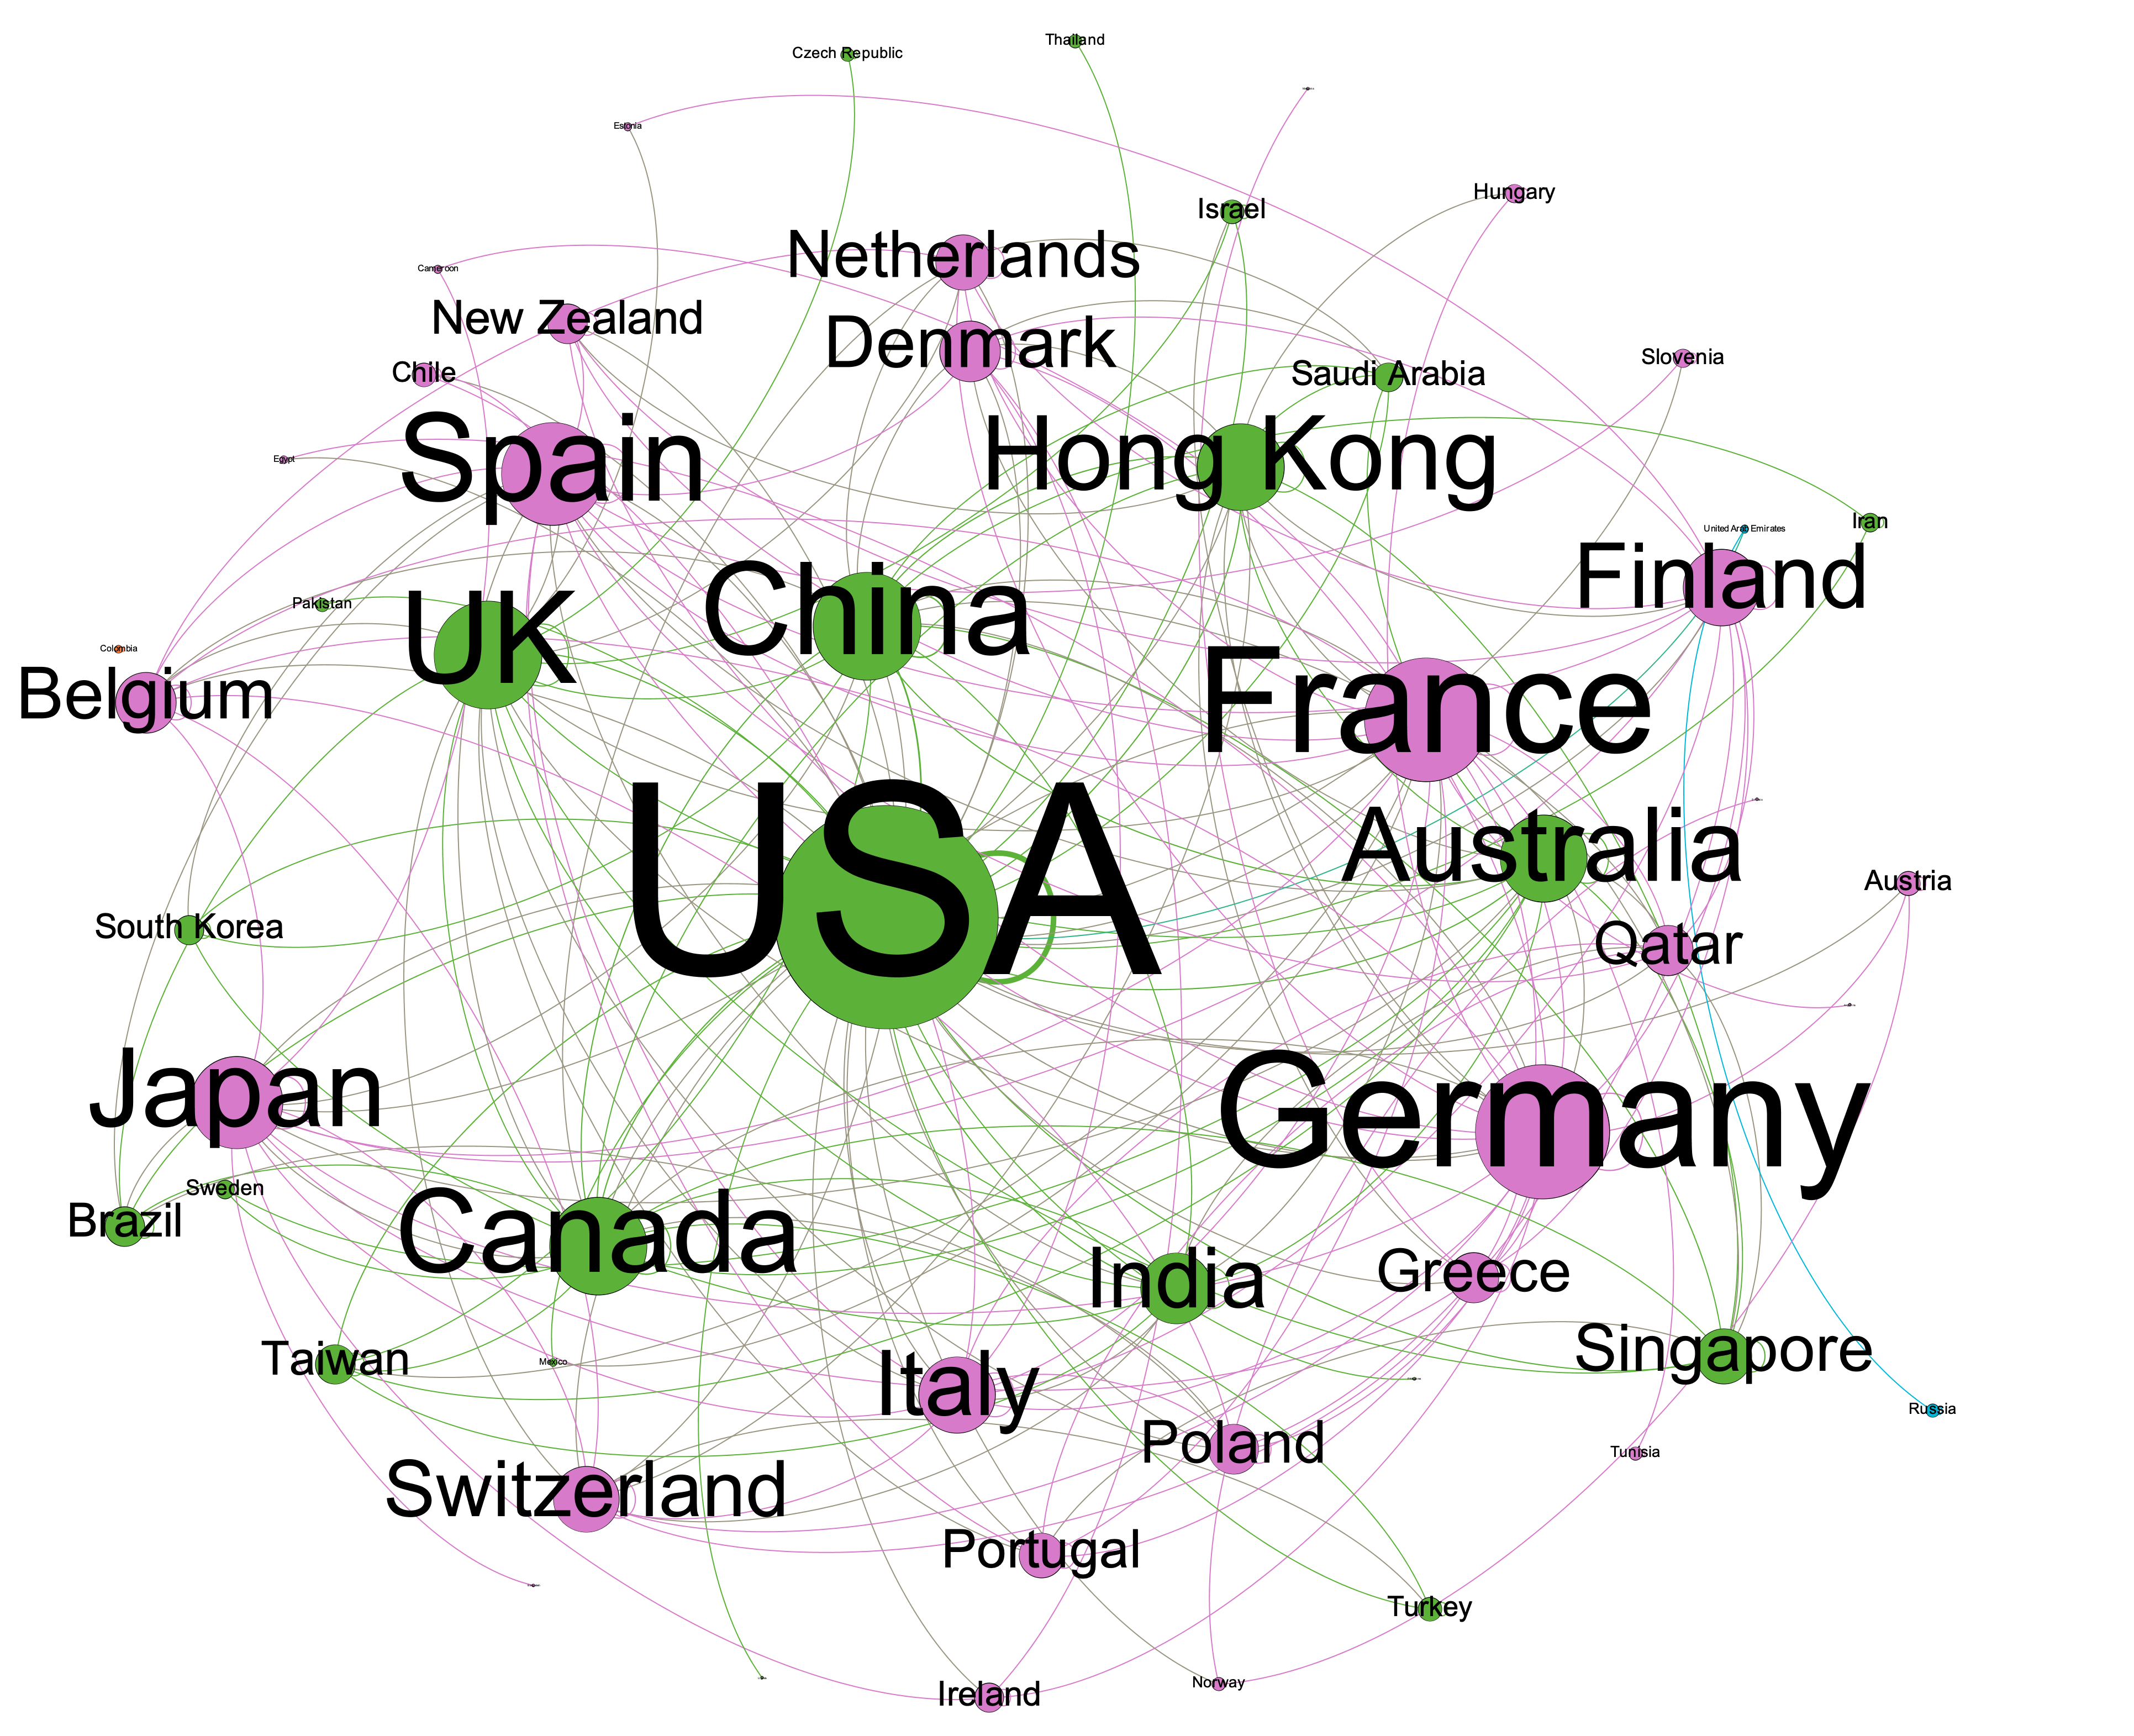 Thailand
Czech Republic
Estonia
Hungary
Israel
Netherlands
Cameroon
New Zealand
Denmark
Slovenia
Chile
Saudi Arabia
Spain
Hong Kong
Egypt
Iran
United Arab Emirates
Finland
Pakistan
China
UK
Colombia
Belgium
France
Australia
USA
Austria
South Korea
Qatar
Japan
Germany
Sweden
Brazil
Canada
India
Greece
Singapore
Taiwan
Mexico
Italy
Russia
Poland
Tunisia
Switzerland
Portugal
Turkey
Norway
Ireland